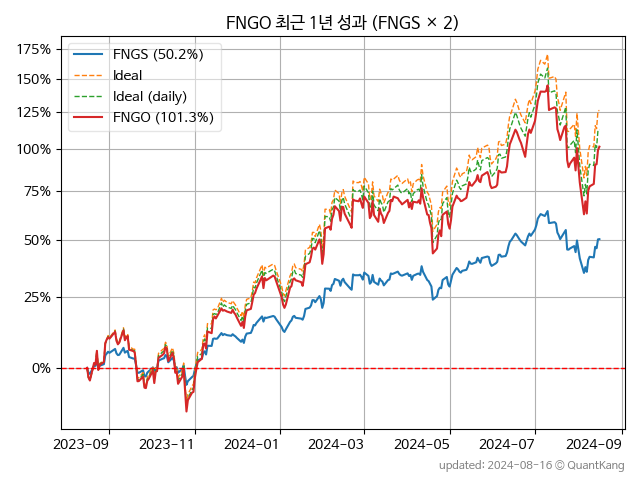 FNGO 최근 1년 성과 (FNGS × 2)
175%
150%
125%
100%
75%
50%
25%
0%
FNGS (50.2%)
Ideal
Ideal (daily)
FNGO (101.3%)
2023-09
2023-11
2024-01
2024-03
2024-05
2024-07
2024-09
updated: 2024-08-16 © QuantKang